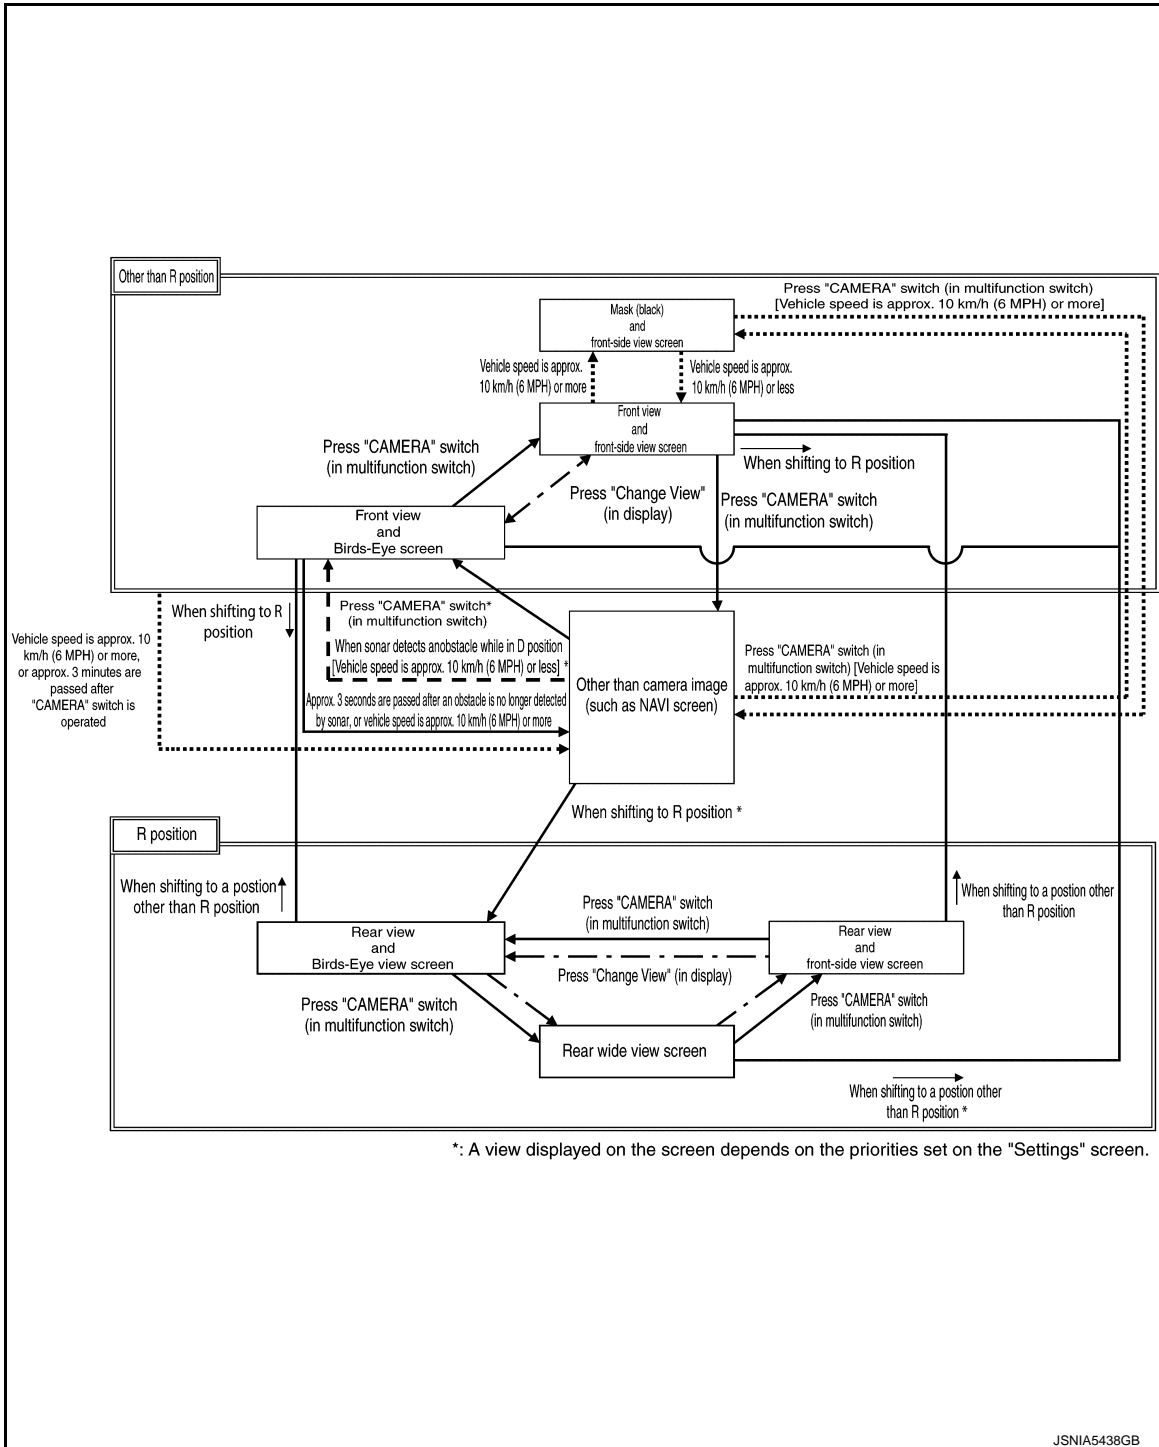 Other than R position
Press "CAMERA" switch (in multifunction switch)
[Vehicle speed is approx. 10 km/h (6 MPH) or more]
Mask (black)
and
front-side view screen
Vehicle speed is approx.
10 km/h (6 MPH) or more
Vehicle speed is approx.
10 km/h (6 MPH) or less
Front view
and
front-side view screen
Press "CAMERA" switch
(in multifunction switch)
When shifting to R position
Press "Change View"
(in display)
Press "CAMERA" switch
(in multifunction switch)
Front view
and
Birds-Eye screen
When shifting to R
position
Press "CAMERA" switch*
(in multifunction switch)
Vehicle speed is approx. 10
km/h (6 MPH) or more,
or approx. 3 minutes are
passed after
"CAMERA" switch is
operated
When sonar detects anobstacle while in D position
[Vehicle speed is approx. 10 km/h (6 MPH) or less] *
Approx. 3 seconds are passed after an obstacle is no longer detected
by sonar, or vehicle speed is approx. 10 km/h (6 MPH) or more
Other than camera image
(such as NAVI screen)
Press "CAMERA" switch (in
multifunction switch) [Vehicle speed is
approx. 10 km/h (6 MPH) or more]
When shifting to R position *
R position
When shifting to a postion
other than R position
Press "CAMERA" switch
(in multifunction switch)
When shifting to a postion other
than R position
Rear view
and
Birds-Eye view screen
Rear view
and
front-side view screen
Press "Change View" (in display)
Press "CAMERA" switch
(in multifunction switch)
Press "CAMERA" switch
(in multifunction switch)
Rear wide view screen
When shifting to a postion other
than R position *
*: A view displayed on the screen depends on the priorities set on the "Settings" screen.
JSNIA5438GB